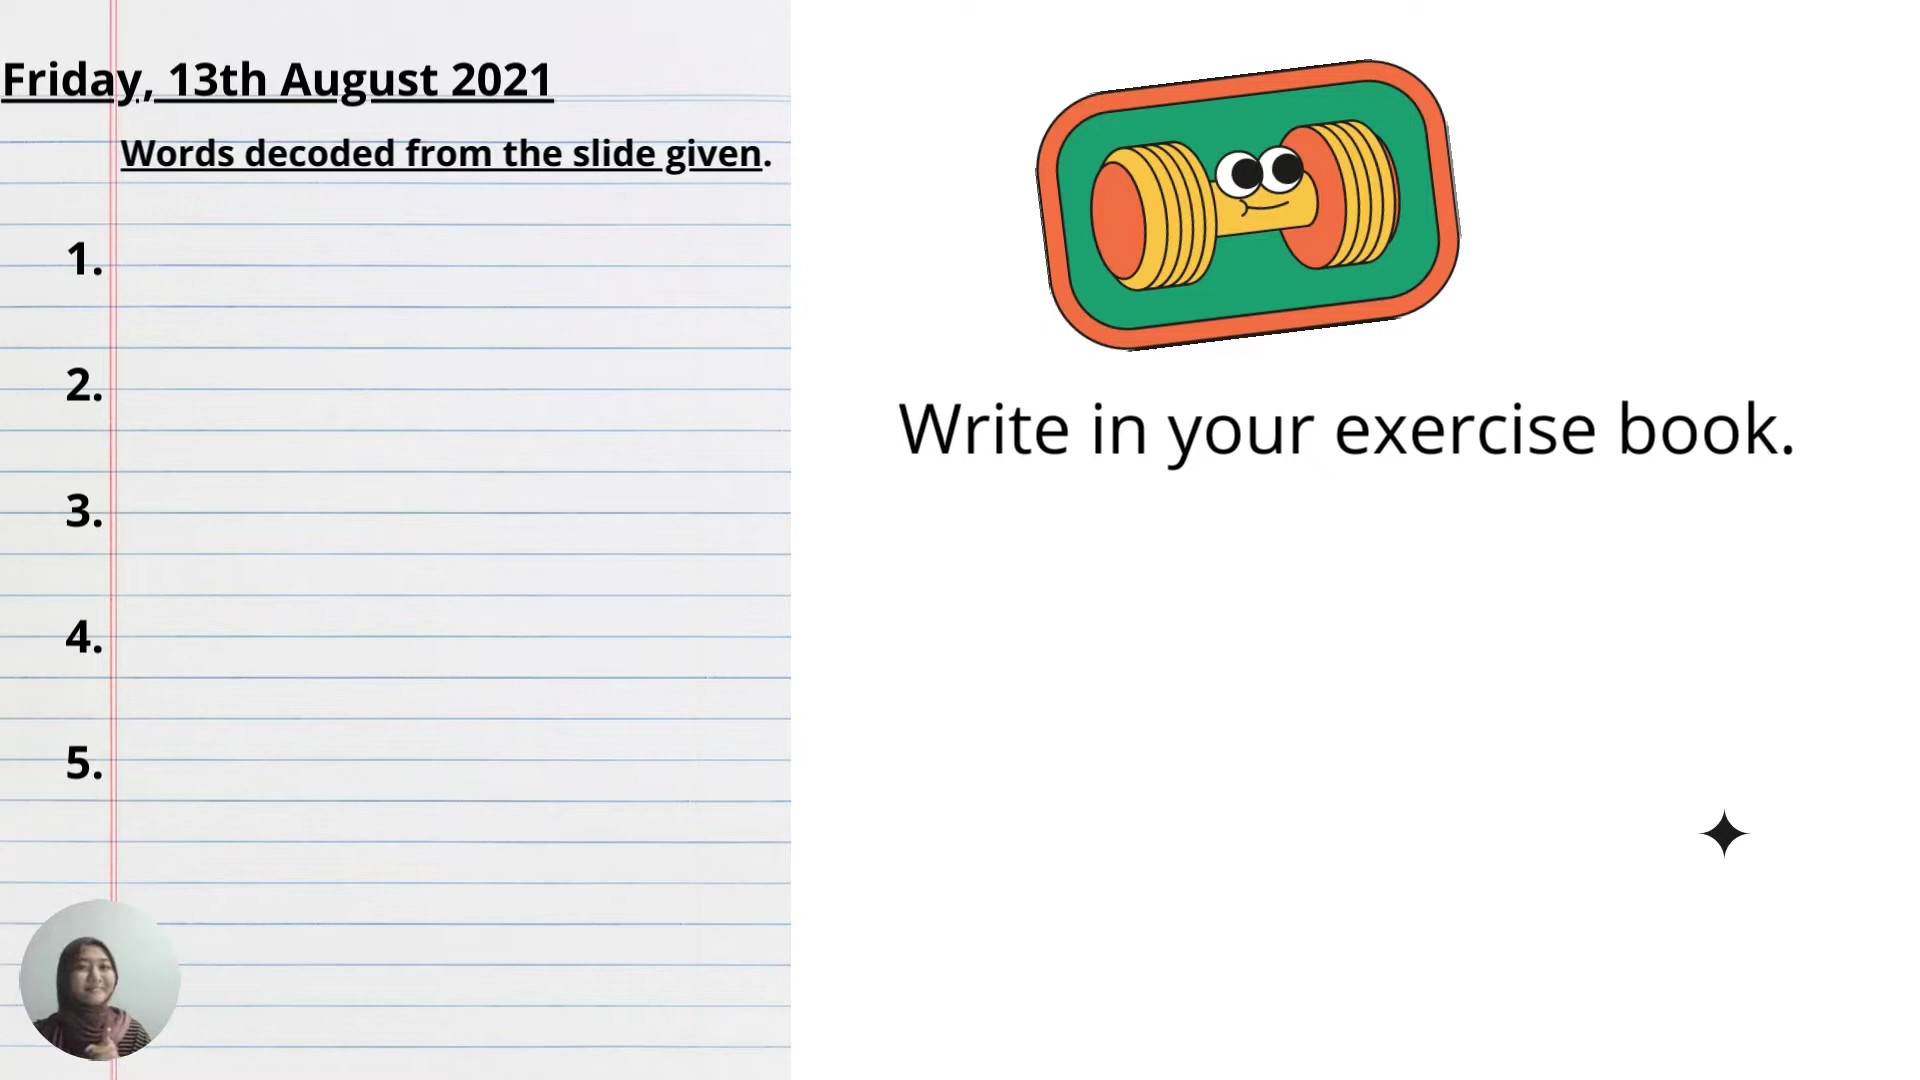 Friday, 13th August 2021
Words decoded from the slide given.
1.
2.
3.
4.
5.
Write in your exercise book.